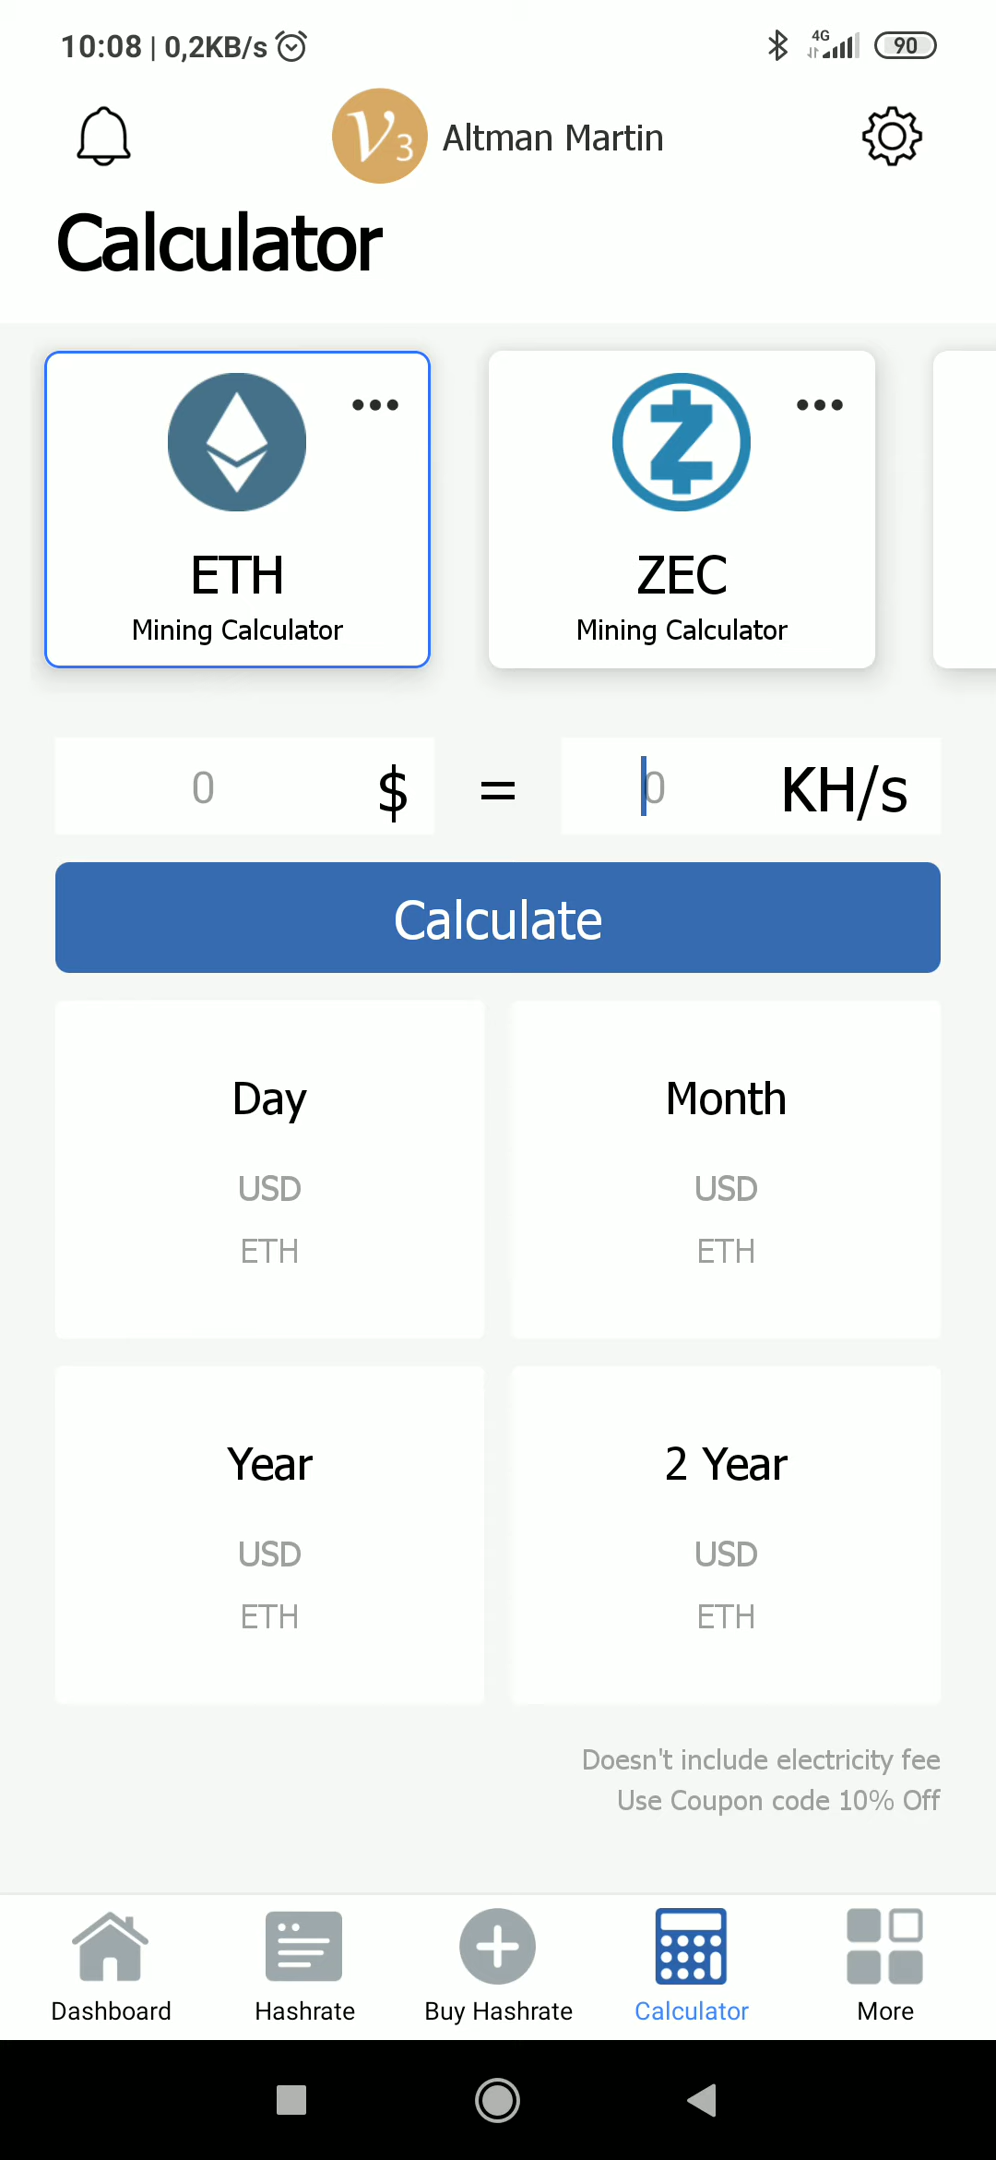 10:08 | 0,2KB/s
4G
90
V3
Altman Martin
Calculator
ETH
Mining Calculator
ZEC
Mining Calculator
0 $ = 0 KH/s
Calculate
Day
USD
ETH
Month
USD
ETH
Year
USD
ETH
2 Year
USD
ETH
Doesn't include electricity fee
Use Coupon code 10% Off
Dashboard
Hashrate
Buy Hashrate
Calculator
More